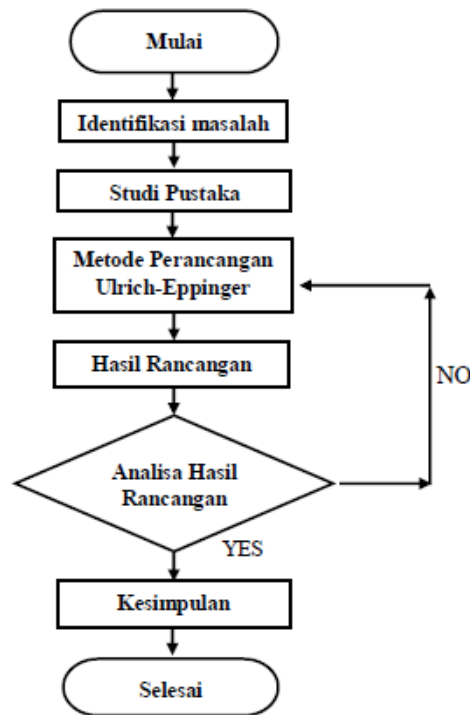 Mulai
Identifikasi masalah
Studi Pustaka
Metode Perancangan
Ulrich-Eppinger
Hasil Rancangan
NO
Analisa Hasil
Rancangan
YES
Kesimpulan
Selesai